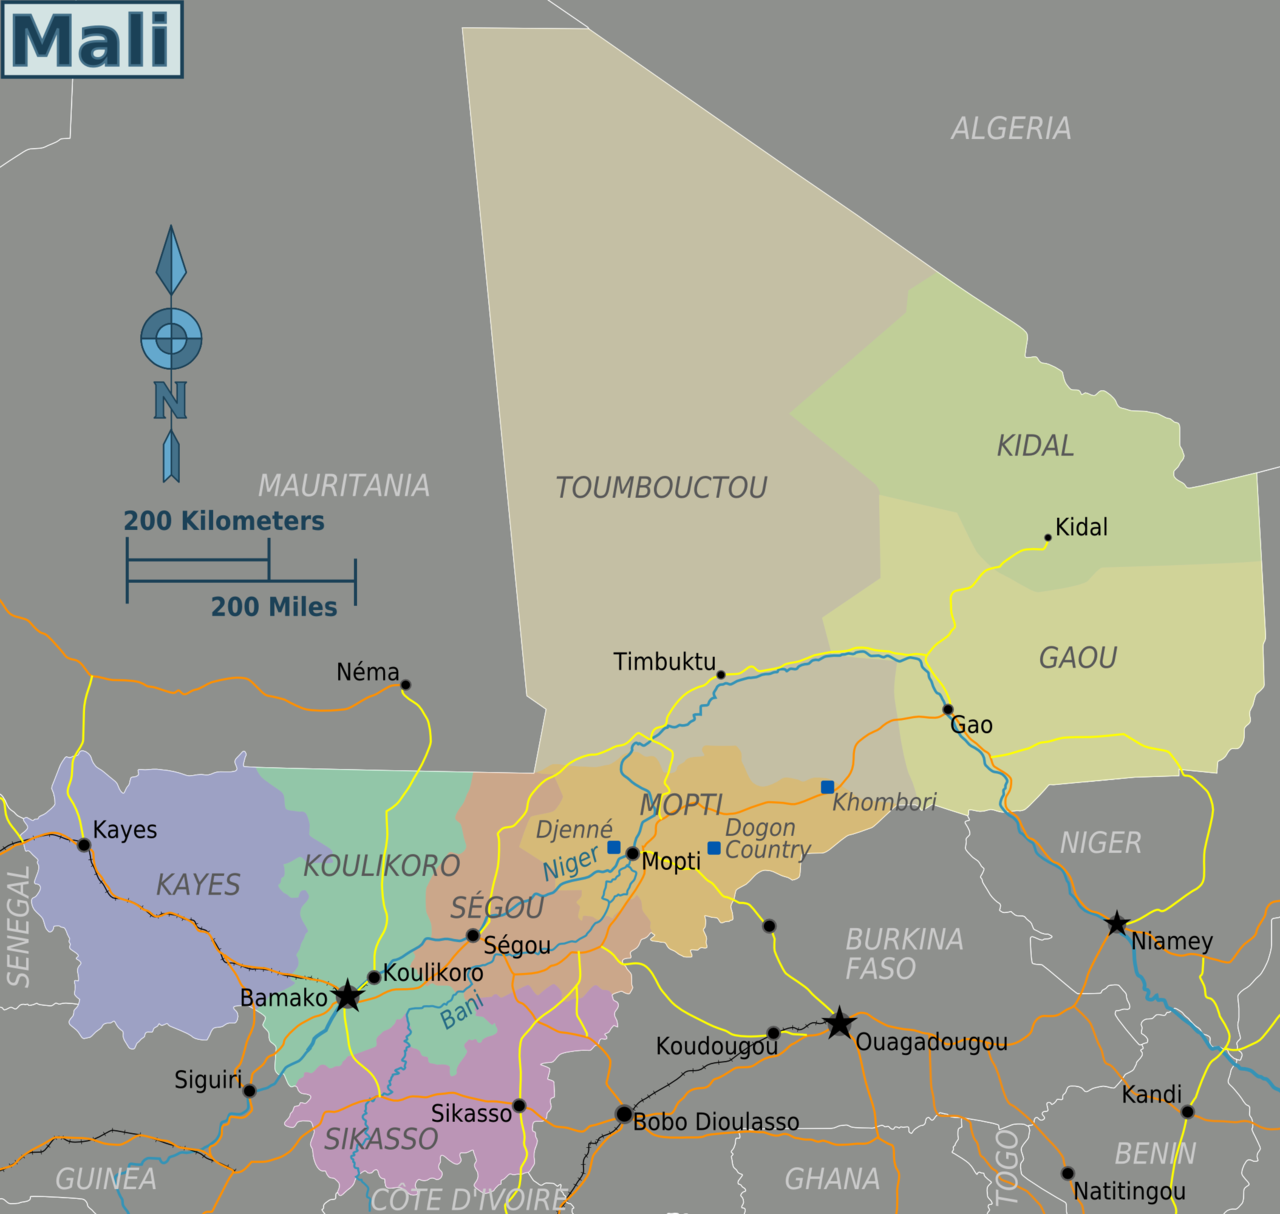 Mali
ALGERIA
N
KIDAL
MAURITANIA
TOUMBOUCTOU
200 Kilometers
Kidal
200 Miles
Timbuktu
GAOU
Néma
Gao
MOPTI
Khombori
Kayes
Djenné
Dogon
Country
NIGER
KOULIKORO
Niger
Mopti
KAYES
SENEGAL
SÉGOU
Ségou
BURKINA
FASO
Niamey
Koulikoro
Bamako
Bani
Koudougou
Ouagadougou
Siguiri
Kandi
Sikasso
Bobo Dioulasso
SIKASSO
TOGO
BENIN
GUINEA
GHANA
Natitingou
CÔTE D'IVOIRE